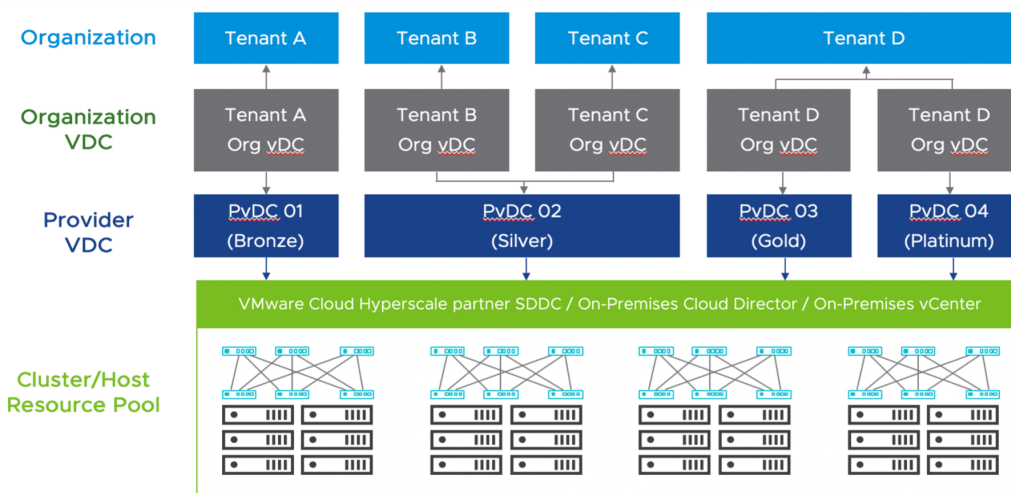 Organization
Tenant A
Tenant B
Tenant C
Tenant D
Organization
VDC
Tenant A
Org vDC
Tenant B
Org vDC
Tenant C
Org vDC
Tenant D
Org vDC
Tenant D
Org vDC
Provider
VDC
PvDC 01
(Bronze)
PvDC 02
(Silver)
PvDC 03
(Gold)
PvDC 04
(Platinum)
VMware Cloud Hyperscale partner SDDC / On-Premises Cloud Director / On-Premises vCenter
Cluster/Host
Resource Pool